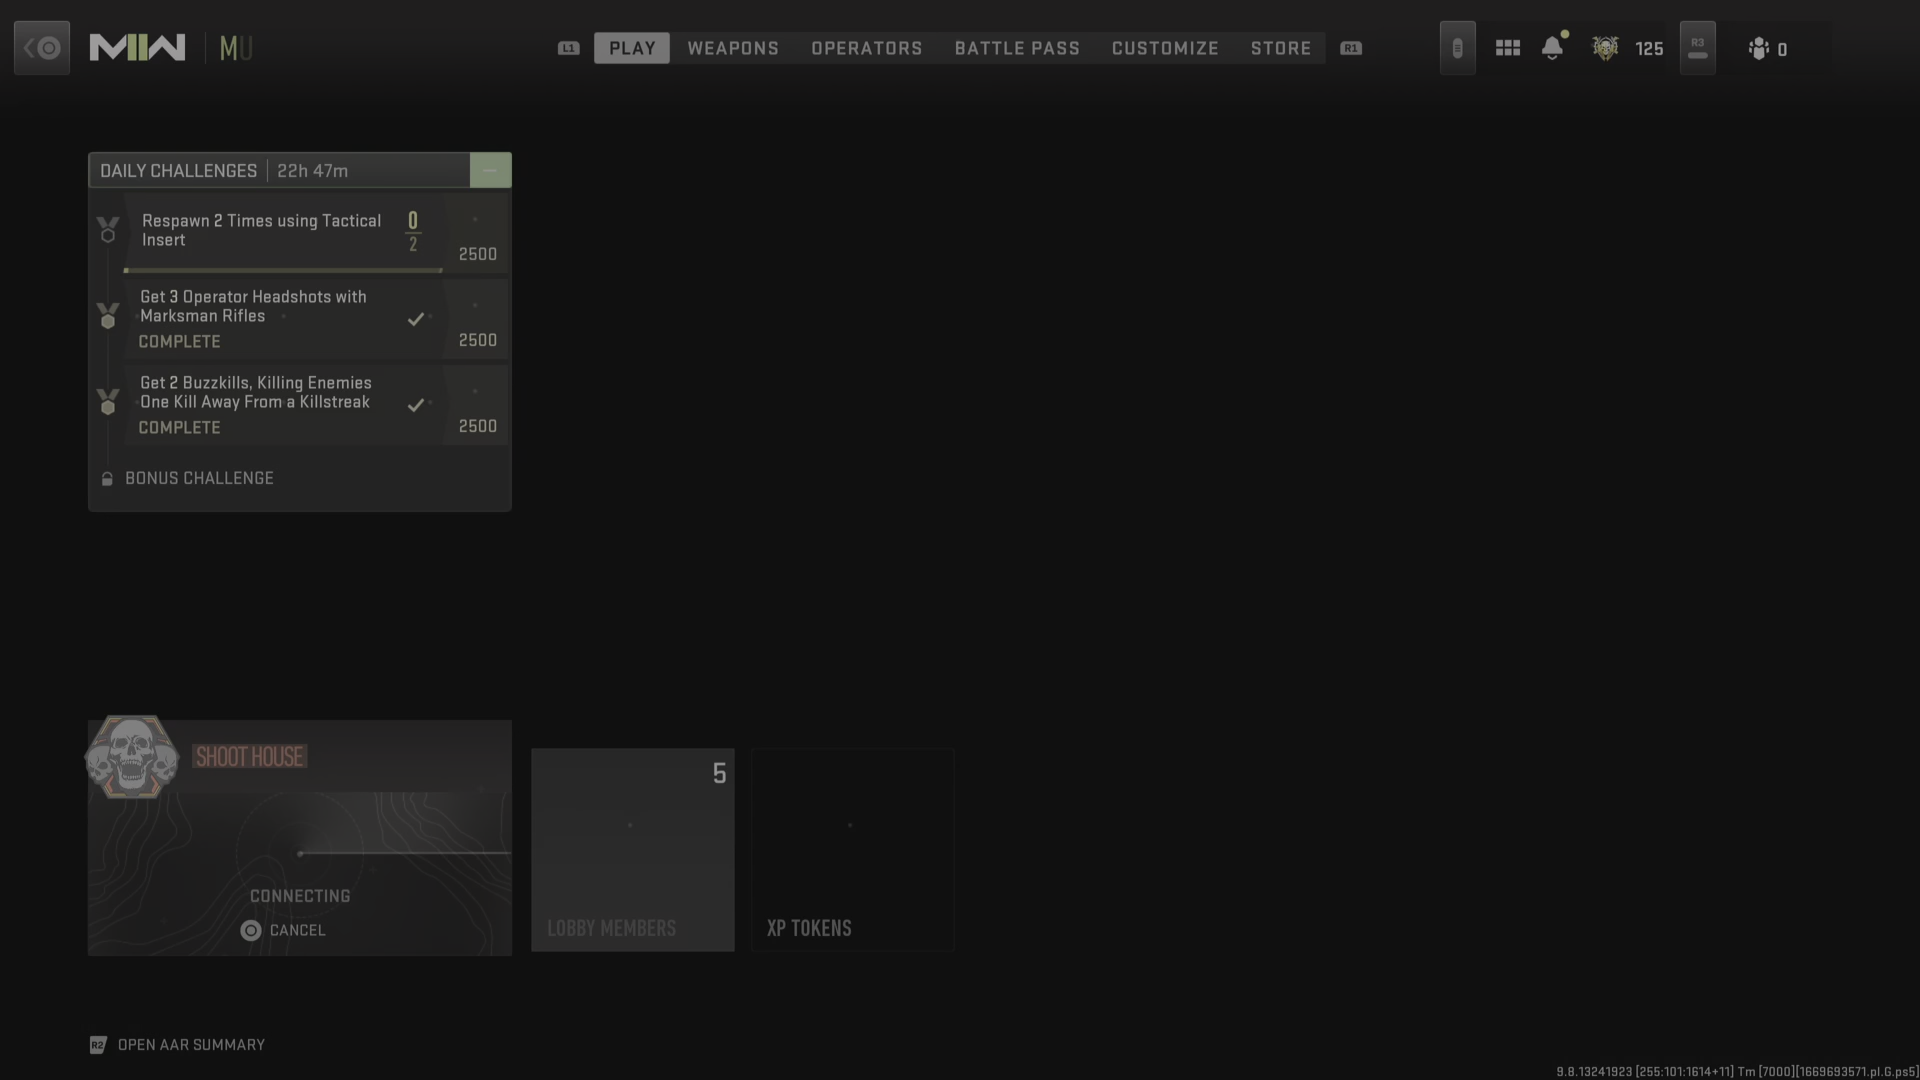 MIIW | MU
L1 PLAY WEAPONS OPERATORS BATTLE PASS CUSTOMIZE STORE R1
125 R3 0
DAILY CHALLENGES | 22h 47m
Respawn 2 Times using Tactical
Insert
0
2
2500
Get 3 Operator Headshots with
Marksman Rifles
COMPLETE
2500
Get 2 Buzzkills, Killing Enemies
One Kill Away From a Killstreak
COMPLETE
2500
BONUS CHALLENGE
SHOOT HOUSE
CONNECTING
CANCEL
5
LOBBY MEMBERS
XP TOKENS
R2 OPEN AAR SUMMARY
9.8.13241923 [255:101:1614+11] Tm [7000][1669693571.pl.G.ps5]